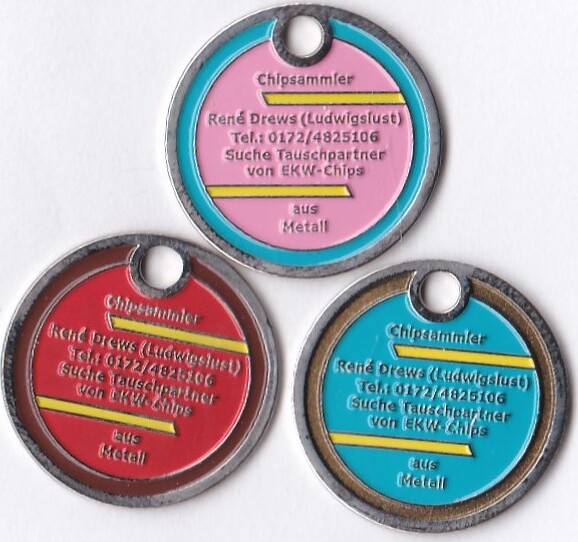 Chipsammler
René Drews (Ludwigslust)
Tel.: 0172/4825106
Suche Tauschpartner
von EKW-Chips
aus
Metall
Chipsammler
René Drews (Ludwigslust)
Tel.: 0172/4825106
Suche Tauschpartner
von EKW-Chips
aus
Metall
Chipsammler
René Drews (Ludwigslust)
Tel.: 0172/4825106
Suche Tauschpartner
von EKW-Chips
aus
Metall